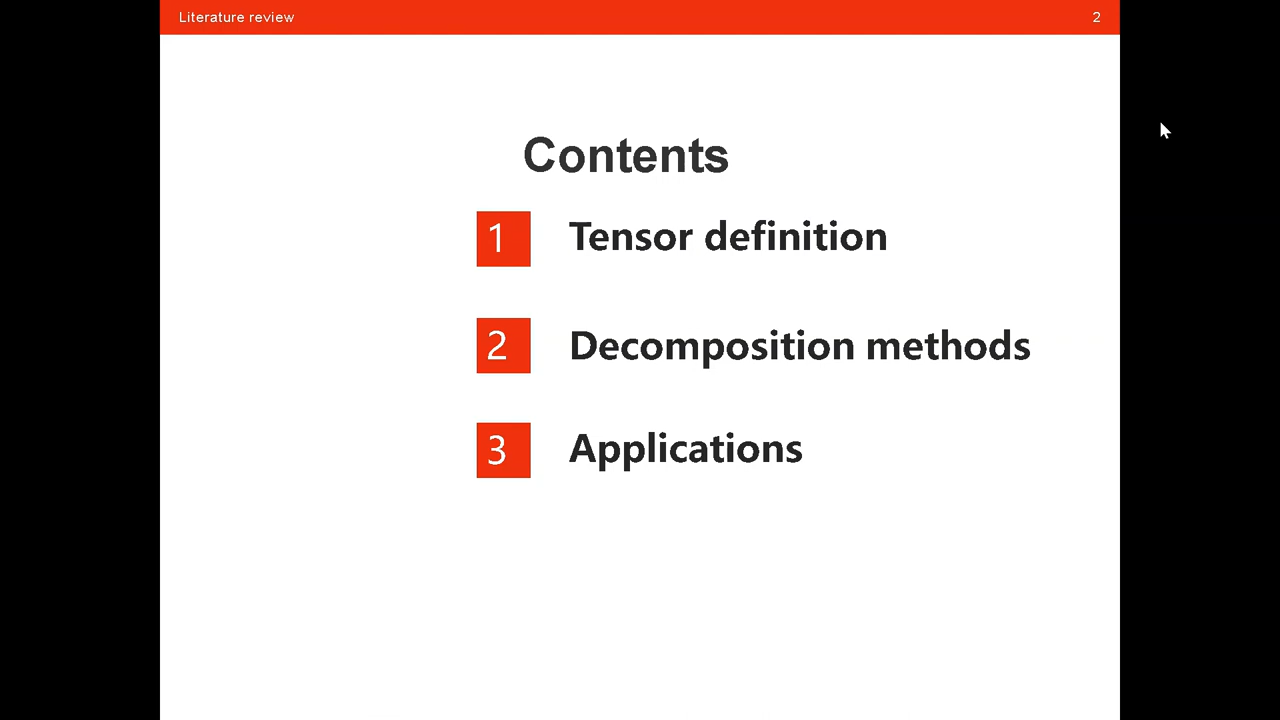 Literature review 2
Contents
1 Tensor definition
2 Decomposition methods
3 Applications